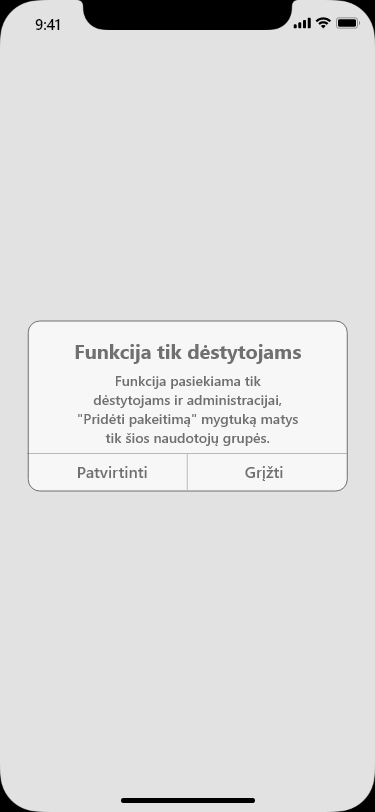 9:41
Funkcija tik dėstytojams
Funkcija pasiekiama tik
dėstytojams ir administracijai,
"Pridėti pakeitimą" mygtuką matys
tik šios naudotojų grupės.
Patvirtinti
Grįžti